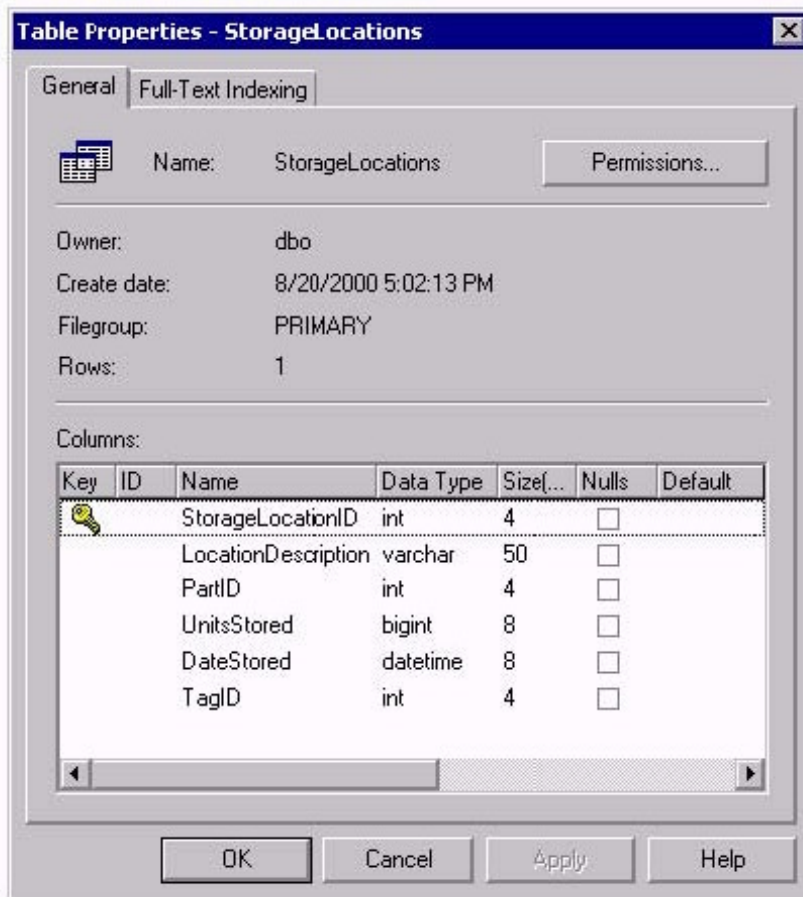 Table Properties - StorageLocations
General Full-Text Indexing
Name: StorageLocations Permissions...
Owner: dbo
Create date: 8/20/2000 5:02:13 PM
Filegroup: PRIMARY
Rows: 1
Columns:
Key ID Name Data Type Size(... Nulls Default
StorageLocationID int 4
LocationDescription varchar 50
PartID int 4
UnitsStored bigint 8
DateStored datetime 8
TagID int 4
OK Cancel Apply Help